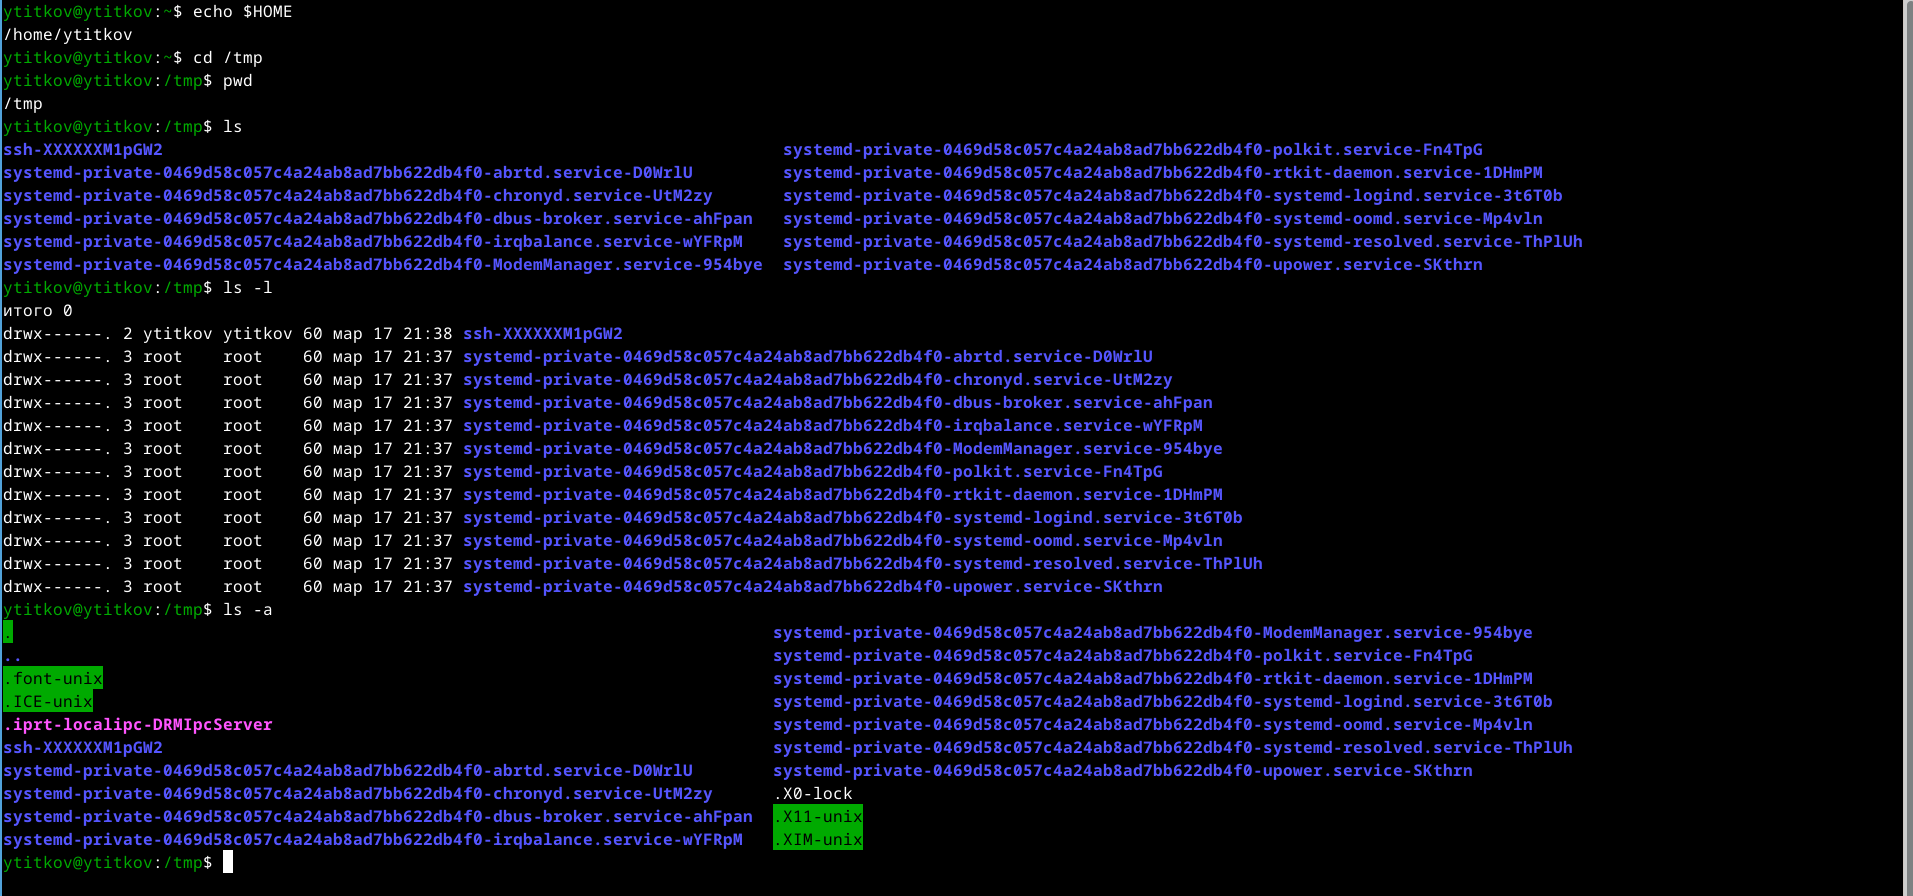 ytitkov@ytitkov:~$ echo $HOME
/home/ytitkov
ytitkov@ytitkov:~$ cd /tmp
ytitkov@ytitkov:/tmp$ pwd
/tmp
ytitkov@ytitkov:/tmp$ ls
ssh-XXXXXXM1pGW2 systemd-private-0469d58c057c4a24ab8ad7bb622db4f0-polkit.service-Fn4TpG
systemd-private-0469d58c057c4a24ab8ad7bb622db4f0-abrtd.service-D0WrlU systemd-private-0469d58c057c4a24ab8ad7bb622db4f0-rtkit-daemon.service-1DHmPM
systemd-private-0469d58c057c4a24ab8ad7bb622db4f0-chronyd.service-UtM2zy systemd-private-0469d58c057c4a24ab8ad7bb622db4f0-systemd-logind.service-3t6T0b
systemd-private-0469d58c057c4a24ab8ad7bb622db4f0-dbus-broker.service-ahFpan systemd-private-0469d58c057c4a24ab8ad7bb622db4f0-systemd-oomd.service-Mp4vln
systemd-private-0469d58c057c4a24ab8ad7bb622db4f0-irqbalance.service-wYFRpM systemd-private-0469d58c057c4a24ab8ad7bb622db4f0-systemd-resolved.service-ThPlUh
systemd-private-0469d58c057c4a24ab8ad7bb622db4f0-ModemManager.service-954bye systemd-private-0469d58c057c4a24ab8ad7bb622db4f0-upower.service-SKthrn
ytitkov@ytitkov:/tmp$ ls -l
итого 0
drwx------. 2 ytitkov ytitkov 60 мар 17 21:38 ssh-XXXXXXM1pGW2
drwx------. 3 root root 60 мар 17 21:37 systemd-private-0469d58c057c4a24ab8ad7bb622db4f0-abrtd.service-D0WrlU
drwx------. 3 root root 60 мар 17 21:37 systemd-private-0469d58c057c4a24ab8ad7bb622db4f0-chronyd.service-UtM2zy
drwx------. 3 root root 60 мар 17 21:37 systemd-private-0469d58c057c4a24ab8ad7bb622db4f0-dbus-broker.service-ahFpan
drwx------. 3 root root 60 мар 17 21:37 systemd-private-0469d58c057c4a24ab8ad7bb622db4f0-irqbalance.service-wYFRpM
drwx------. 3 root root 60 мар 17 21:37 systemd-private-0469d58c057c4a24ab8ad7bb622db4f0-ModemManager.service-954bye
drwx------. 3 root root 60 мар 17 21:37 systemd-private-0469d58c057c4a24ab8ad7bb622db4f0-polkit.service-Fn4TpG
drwx------. 3 root root 60 мар 17 21:37 systemd-private-0469d58c057c4a24ab8ad7bb622db4f0-rtkit-daemon.service-1DHmPM
drwx------. 3 root root 60 мар 17 21:37 systemd-private-0469d58c057c4a24ab8ad7bb622db4f0-systemd-logind.service-3t6T0b
drwx------. 3 root root 60 мар 17 21:37 systemd-private-0469d58c057c4a24ab8ad7bb622db4f0-systemd-oomd.service-Mp4vln
drwx------. 3 root root 60 мар 17 21:37 systemd-private-0469d58c057c4a24ab8ad7bb622db4f0-systemd-resolved.service-ThPlUh
drwx------. 3 root root 60 мар 17 21:37 systemd-private-0469d58c057c4a24ab8ad7bb622db4f0-upower.service-SKthrn
ytitkov@ytitkov:/tmp$ ls -a
. systemd-private-0469d58c057c4a24ab8ad7bb622db4f0-ModemManager.service-954bye
.. systemd-private-0469d58c057c4a24ab8ad7bb622db4f0-polkit.service-Fn4TpG
.font-unix systemd-private-0469d58c057c4a24ab8ad7bb622db4f0-rtkit-daemon.service-1DHmPM
.ICE-unix systemd-private-0469d58c057c4a24ab8ad7bb622db4f0-systemd-logind.service-3t6T0b
.iprt-localipc-DRMIpcServer systemd-private-0469d58c057c4a24ab8ad7bb622db4f0-systemd-oomd.service-Mp4vln
ssh-XXXXXXM1pGW2 systemd-private-0469d58c057c4a24ab8ad7bb622db4f0-systemd-resolved.service-ThPlUh
systemd-private-0469d58c057c4a24ab8ad7bb622db4f0-abrtd.service-D0WrlU systemd-private-0469d58c057c4a24ab8ad7bb622db4f0-upower.service-SKthrn
systemd-private-0469d58c057c4a24ab8ad7bb622db4f0-chronyd.service-UtM2zy .X0-lock
systemd-private-0469d58c057c4a24ab8ad7bb622db4f0-dbus-broker.service-ahFpan .X11-unix
systemd-private-0469d58c057c4a24ab8ad7bb622db4f0-irqbalance.service-wYFRpM .XIM-unix
ytitkov@ytitkov:/tmp$